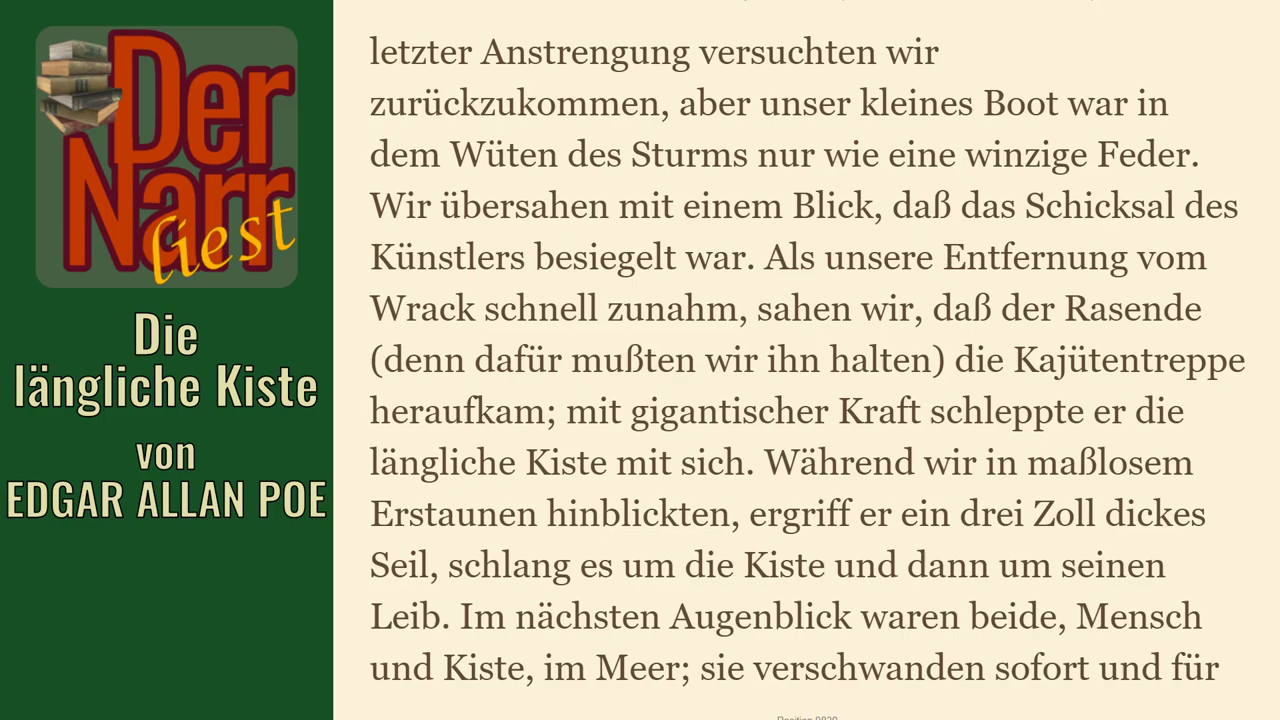 Der
Narr
liest
Die
längliche Kiste
von
EDGAR ALLAN POE
letzter Anstrengung versuchten wir
zurückzukommen, aber unser kleines Boot war in
dem Wüten des Sturms nur wie eine winzige Feder.
Wir übersahen mit einem Blick, daß das Schicksal des
Künstlers besiegelt war. Als unsere Entfernung vom
Wrack schnell zunahm, sahen wir, daß der Rasende
(denn dafür mußten wir ihn halten) die Kajütentreppe
heraufkam; mit gigantischer Kraft schleppte er die
längliche Kiste mit sich. Während wir in maßlosem
Erstaunen hinblickten, ergriff er ein drei Zoll dickes
Seil, schlang es um die Kiste und dann um seinen
Leib. Im nächsten Augenblick waren beide, Mensch
und Kiste, im Meer; sie verschwanden sofort und für